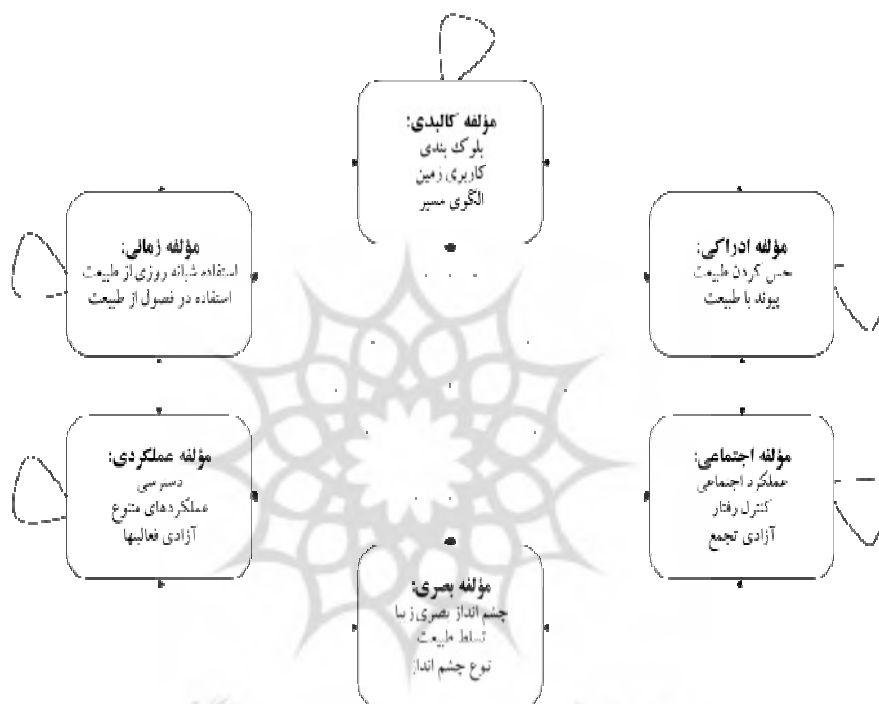 مؤلفه کالبدی:
بلوک بندی
کاربری زمین
الگوی مسیر
مؤلفه ادراکی:
حس کردن طبیعت
پیوند با طبیعت
مؤلفه زمانی:
استفاده شبانه روزی از طبیعت
استفاده در فصول از طبیعت
مؤلفه اجتماعی:
عملکرد اجتماعی
کنترل رفتار
آزادی تجمع
مؤلفه عملکردی:
دسترسی
عملکردهای متنوع
آزادی فعالیتها
مؤلفه بصری:
چشم انداز بصری زیبا
تسلط طبیعت
تنوع چشم انداز